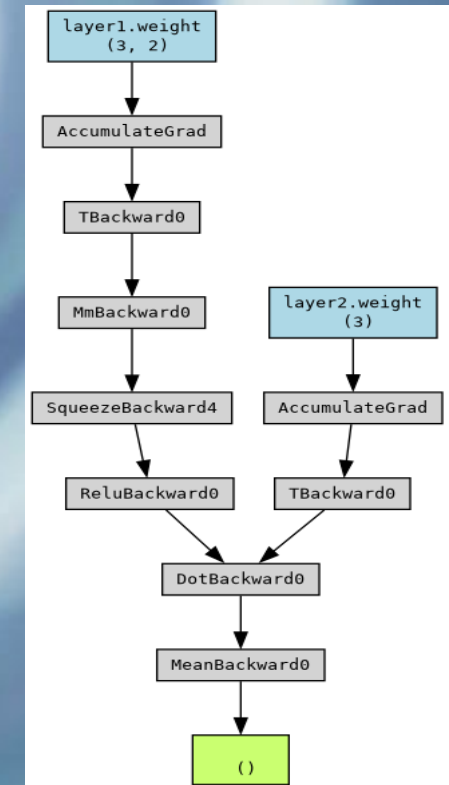 layer1.weight
(3, 2)
AccumulateGrad
TBackward0
MmBackward0
layer2.weight
(3)
SqueezeBackward4
AccumulateGrad
ReluBackward0
TBackward0
DotBackward0
MeanBackward0
()